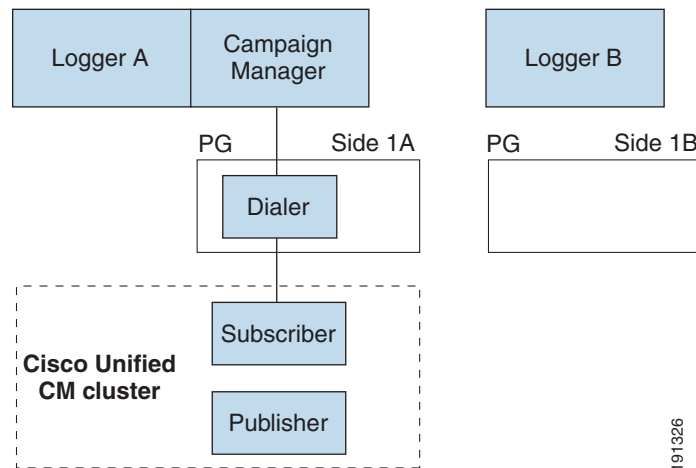 Logger A
Campaign
Manager
Logger B
PG
Side 1A
PG
Side 1B
Dialer
Subscriber
Cisco Unified
CM cluster
Publisher
191326